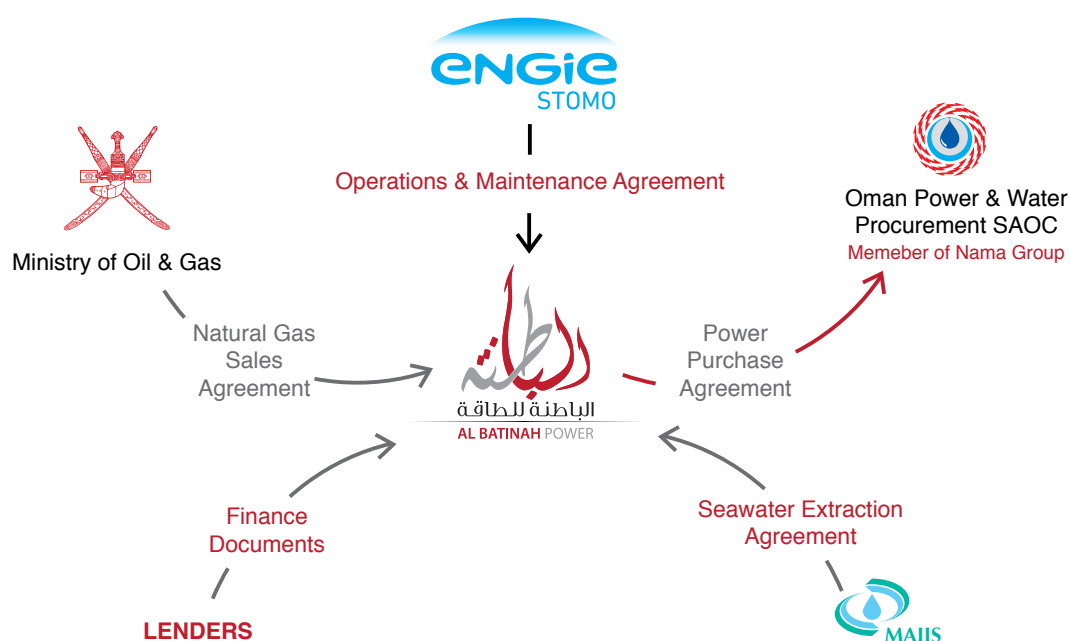 ENGIE
STOMO
Operations & Maintenance Agreement
Oman Power & Water
Procurement SAOC
Memeber of Nama Group
Ministry of Oil & Gas
Natural Gas
Sales
Agreement
Power
Purchase
Agreement
الباطنة
الباطنة للطاقة
AL BATINAH POWER
Finance
Documents
Seawater Extraction
Agreement
LENDERS
MAJIS